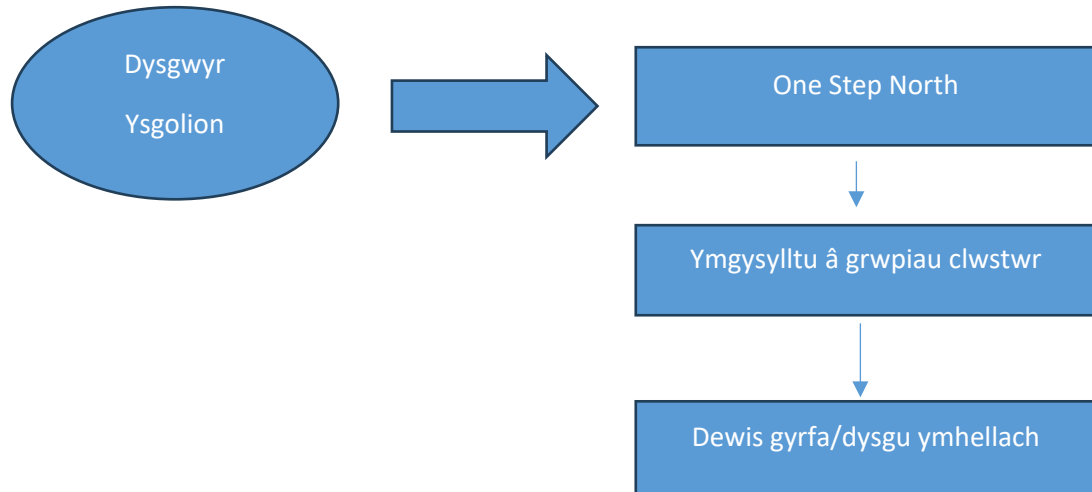 Dysgwyr
Ysgolion
One Step North
Ymgysylltu â grwpiau clwstwr
Dewis gyrfa/dysgu ymhellach